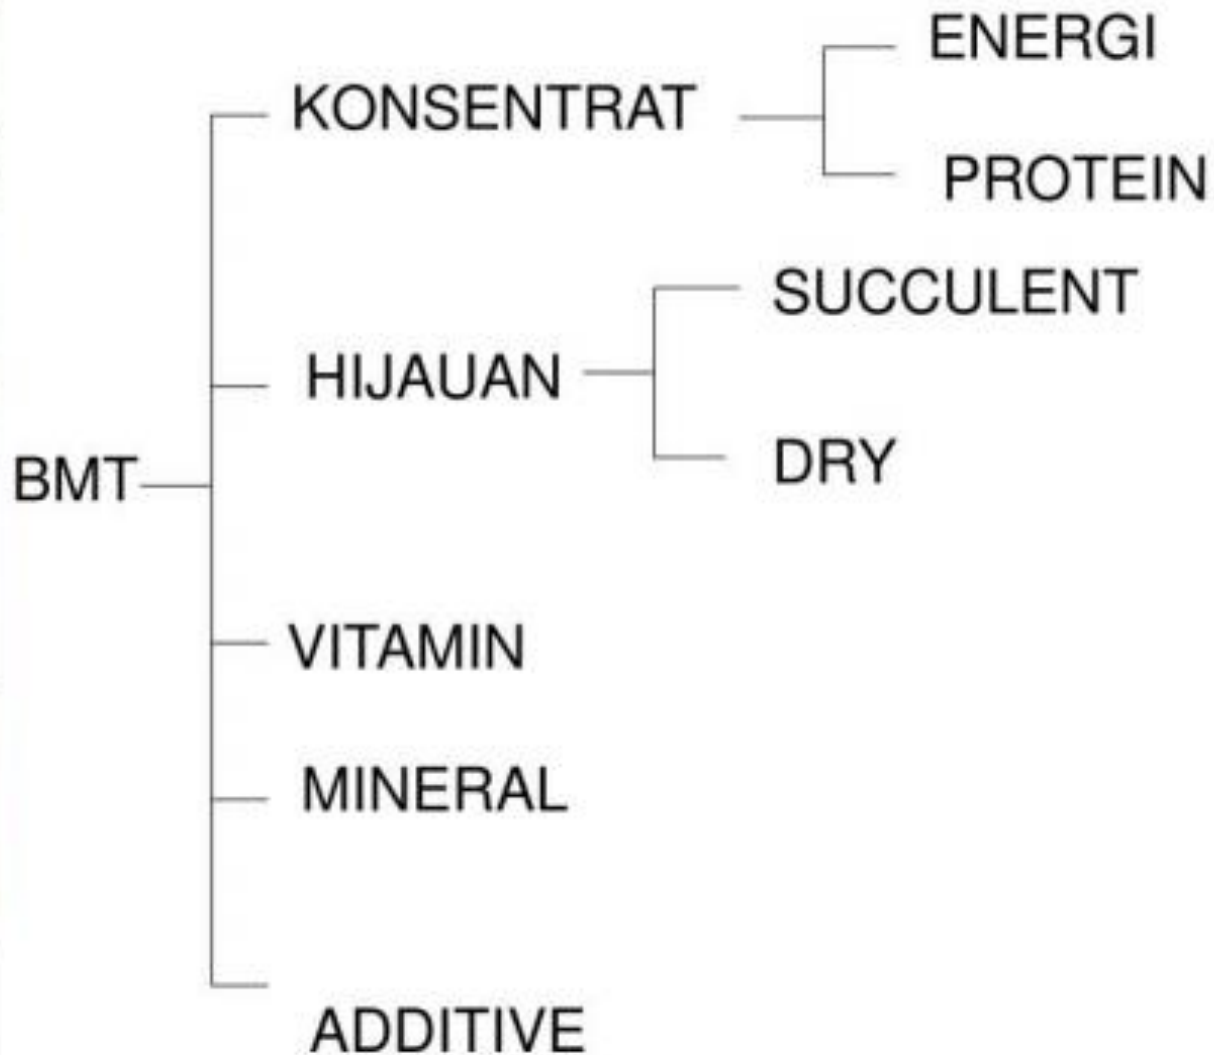 ENERGI
KONSENTRAT
PROTEIN
SUCCULENT
HIJAUAN
DRY
BMT
VITAMIN
MINERAL
ADDITIVE